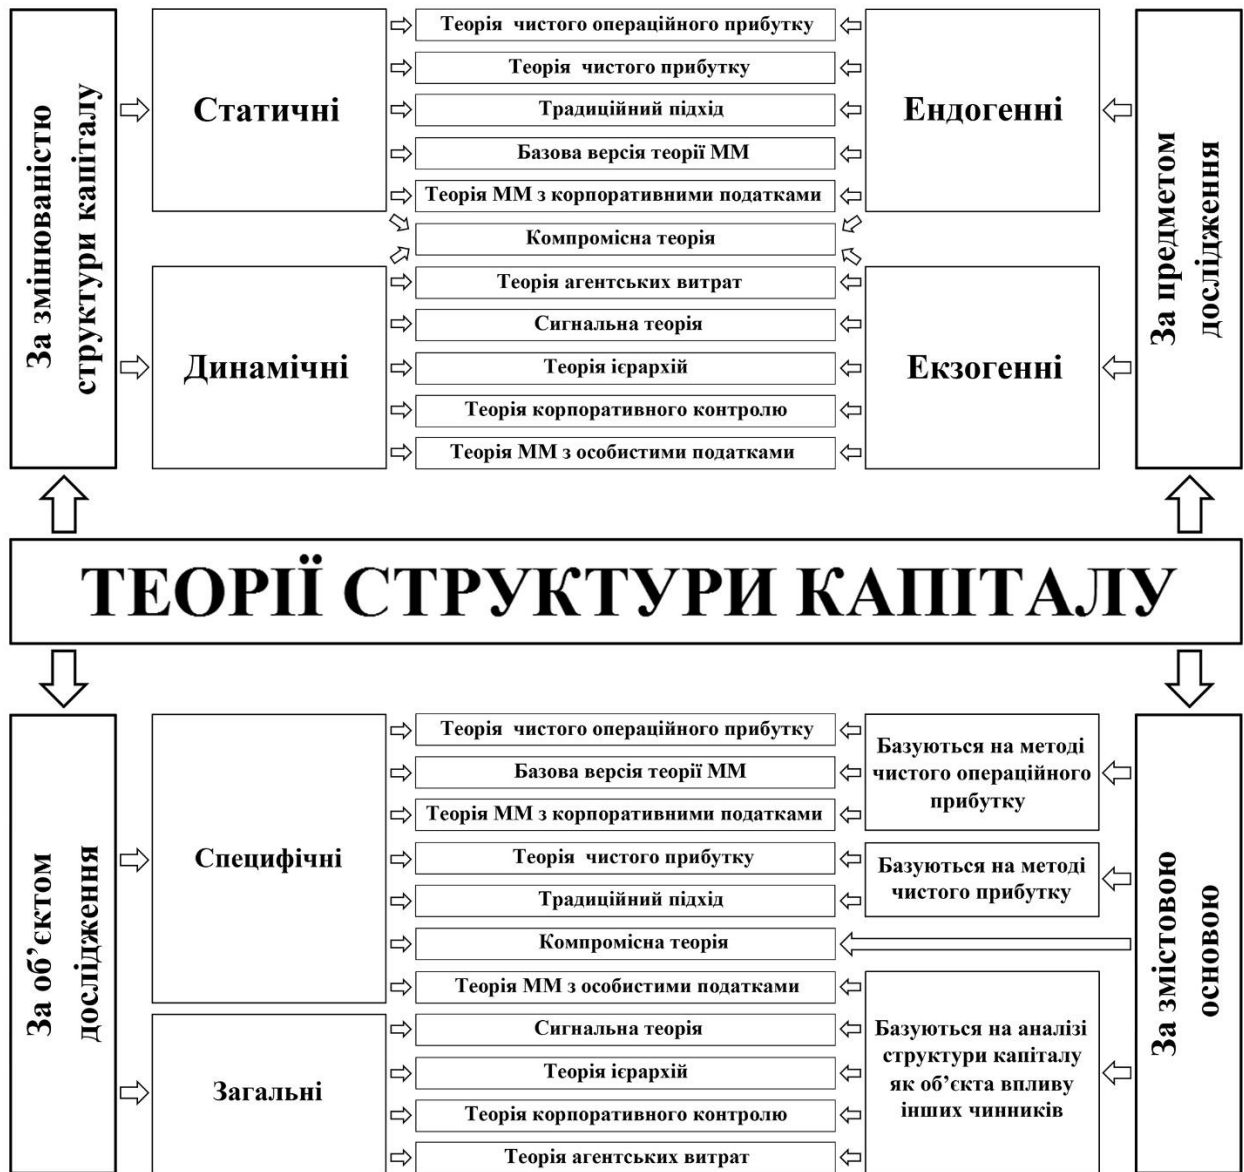 За змінюваністю
структури капіталу
Статичні
Динамічні
Теорія чистого операційного прибутку
Теорія чистого прибутку
Традиційний підхід
Базова версія теорії ММ
Теорія ММ з корпоративними податками
Компромісна теорія
Теорія агентських витрат
Сигнальна теорія
Теорія ієрархій
Теорія корпоративного контролю
Теорія ММ з особистими податками
Ендогенні
Екзогенні
За предметом
дослідження
ТЕОРІЇ СТРУКТУРИ КАПІТАЛУ
За об’єктом
дослідження
Специфічні
Загальні
Теорія чистого операційного прибутку
Базова версія теорії ММ
Теорія ММ з корпоративними податками
Теорія чистого прибутку
Традиційний підхід
Компромісна теорія
Теорія ММ з особистими податками
Сигнальна теорія
Теорія ієрархій
Теорія корпоративного контролю
Теорія агентських витрат
Базуються на методі
чистого операційного
прибутку
Базуються на методі
чистого прибутку
Базуються на аналізі
структури капіталу
як об’єкта впливу
інших чинників
За змістовою
основою